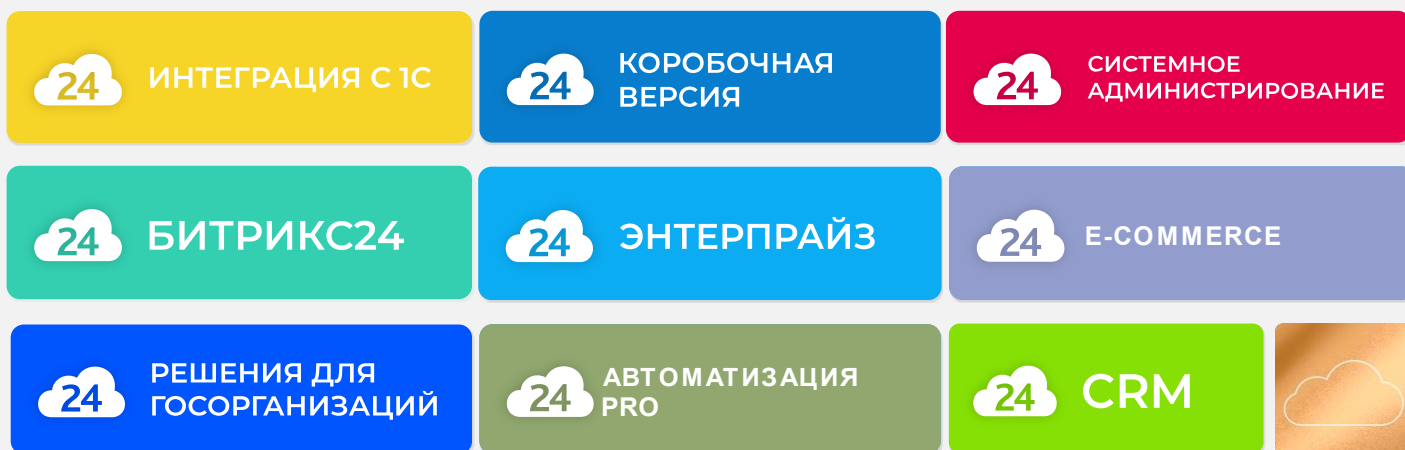 24 ИНТЕГРАЦИЯ С 1С
24 КОРОБОЧНАЯ
ВЕРСИЯ
24 СИСТЕМНОЕ
АДМИНИСТРИРОВАНИЕ
24 БИТРИКС24
24 ЭНТЕРПРАЙЗ
24 E-COMMERCE
24 РЕШЕНИЯ ДЛЯ
ГОСОРГАНИЗАЦИЙ
24 АВТОМАТИЗАЦИЯ
PRO
24 CRM